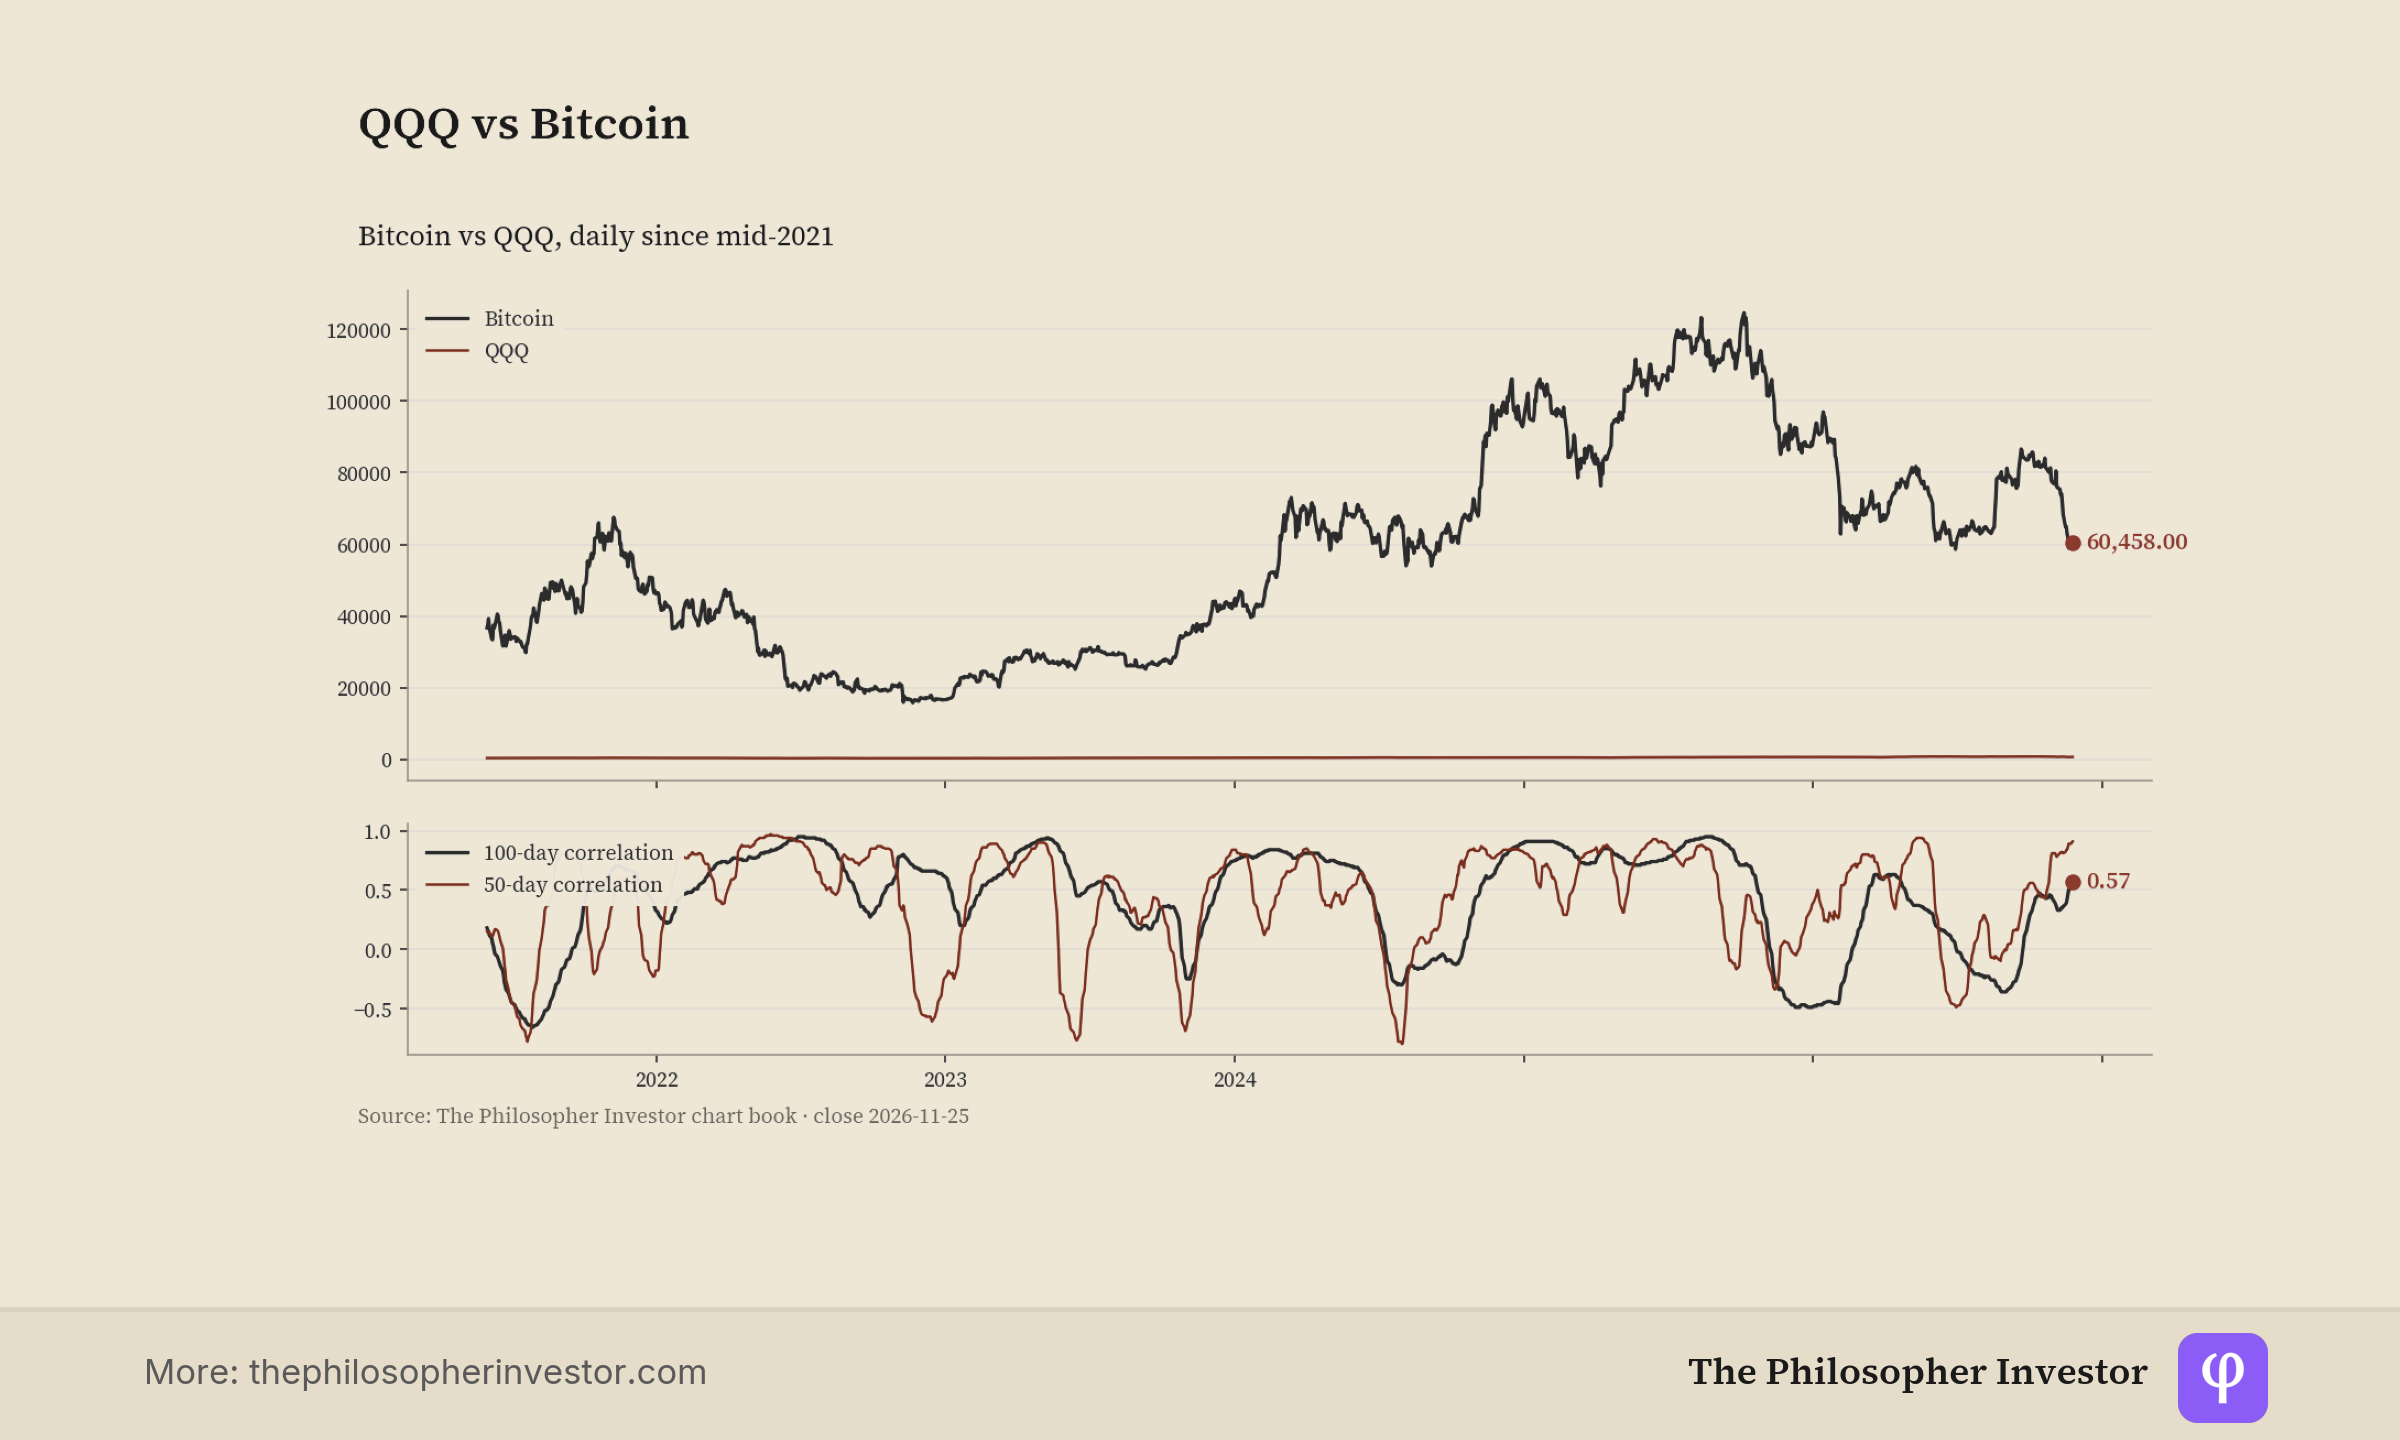 QQQ vs Bitcoin
Bitcoin vs QQQ, daily since mid-2021
Bitcoin
QQQ
120000
100000
80000
60000
40000
20000
0
60,458.00
1.0
0.5
0.0
−0.5
100-day correlation
50-day correlation
0.57
2022 2023 2024
Source: The Philosopher Investor chart book · close 2026-11-25
More: thephilosopherinvestor.com
The Philosopher Investor φ